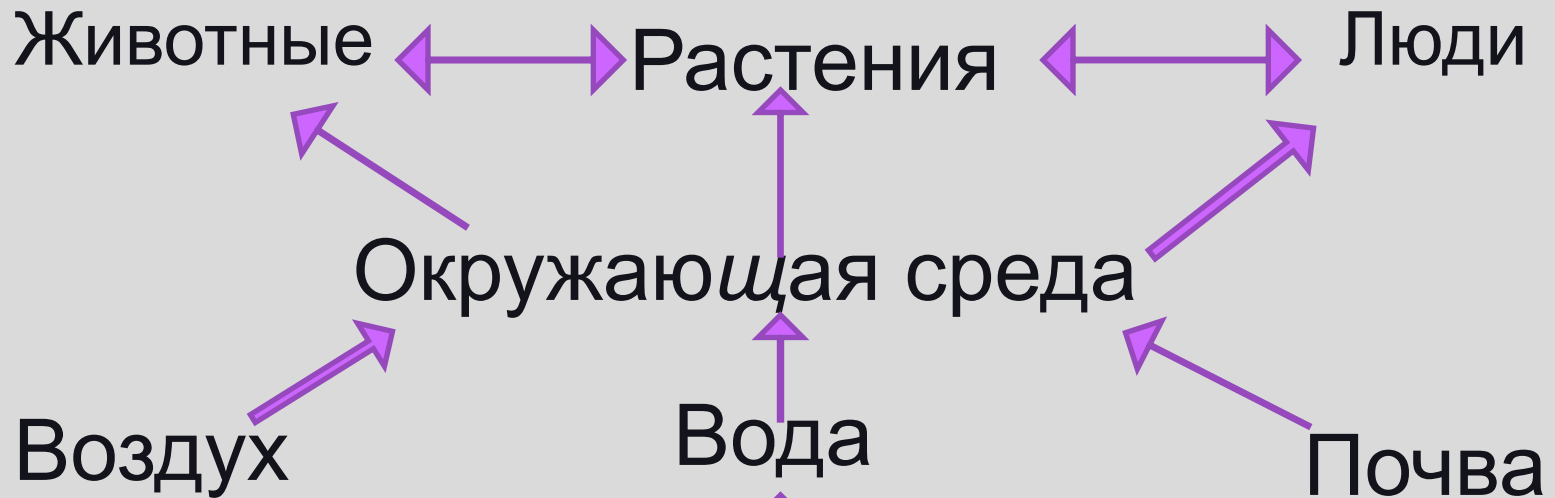 Животные Растения Люди
Окружающая среда
Воздух Вода Почва